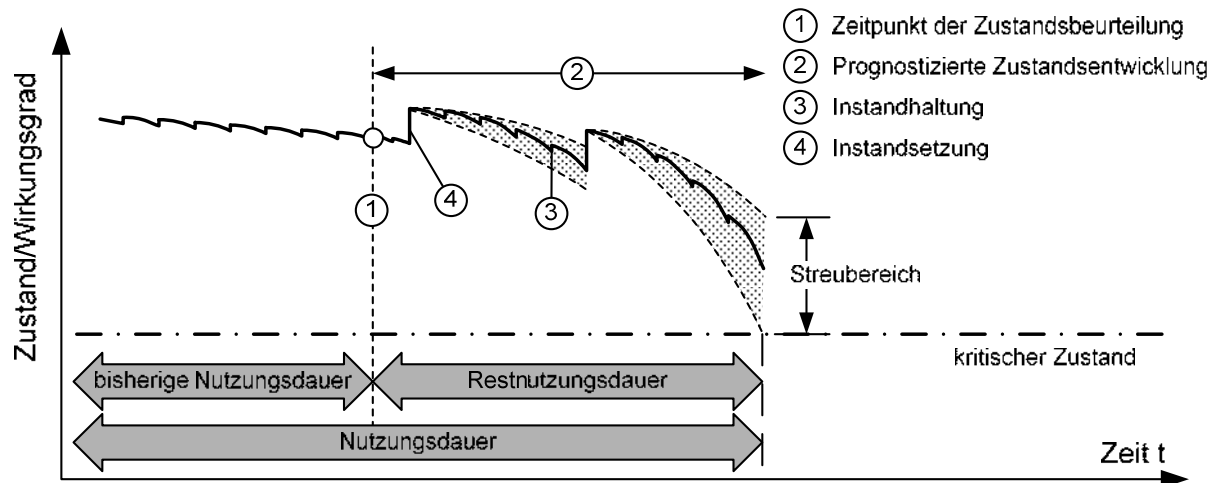 Zustand/Wirkungsgrad
① Zeitpunkt der Zustandsbeurteilung
② Prognostizierte Zustandsentwicklung
③ Instandhaltung
④ Instandsetzung
②
①
④
③
Streubereich
kritischer Zustand
bisherige Nutzungsdauer
Restnutzungsdauer
Nutzungsdauer
Zeit t